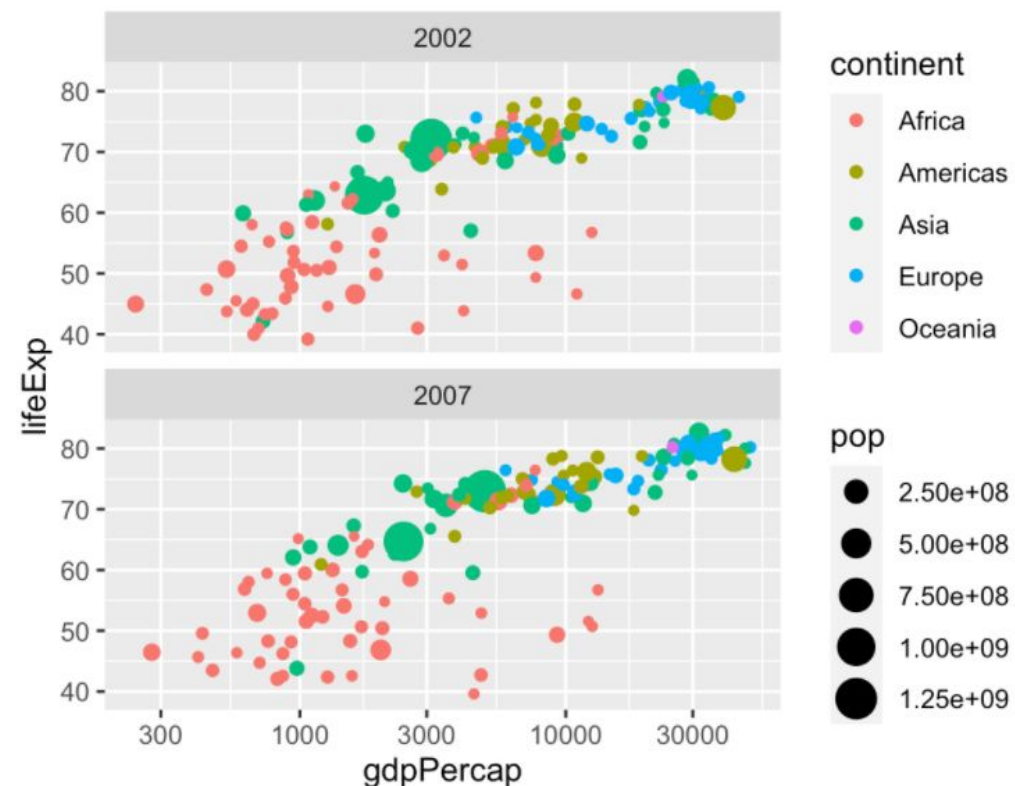 2002
80
70
60
50
40
2007
80
70
60
50
40
300 1000 3000 10000 30000
gdpPercap
lifeExp
continent
Africa
Americas
Asia
Europe
Oceania
pop
2.50e+08
5.00e+08
7.50e+08
1.00e+09
1.25e+09